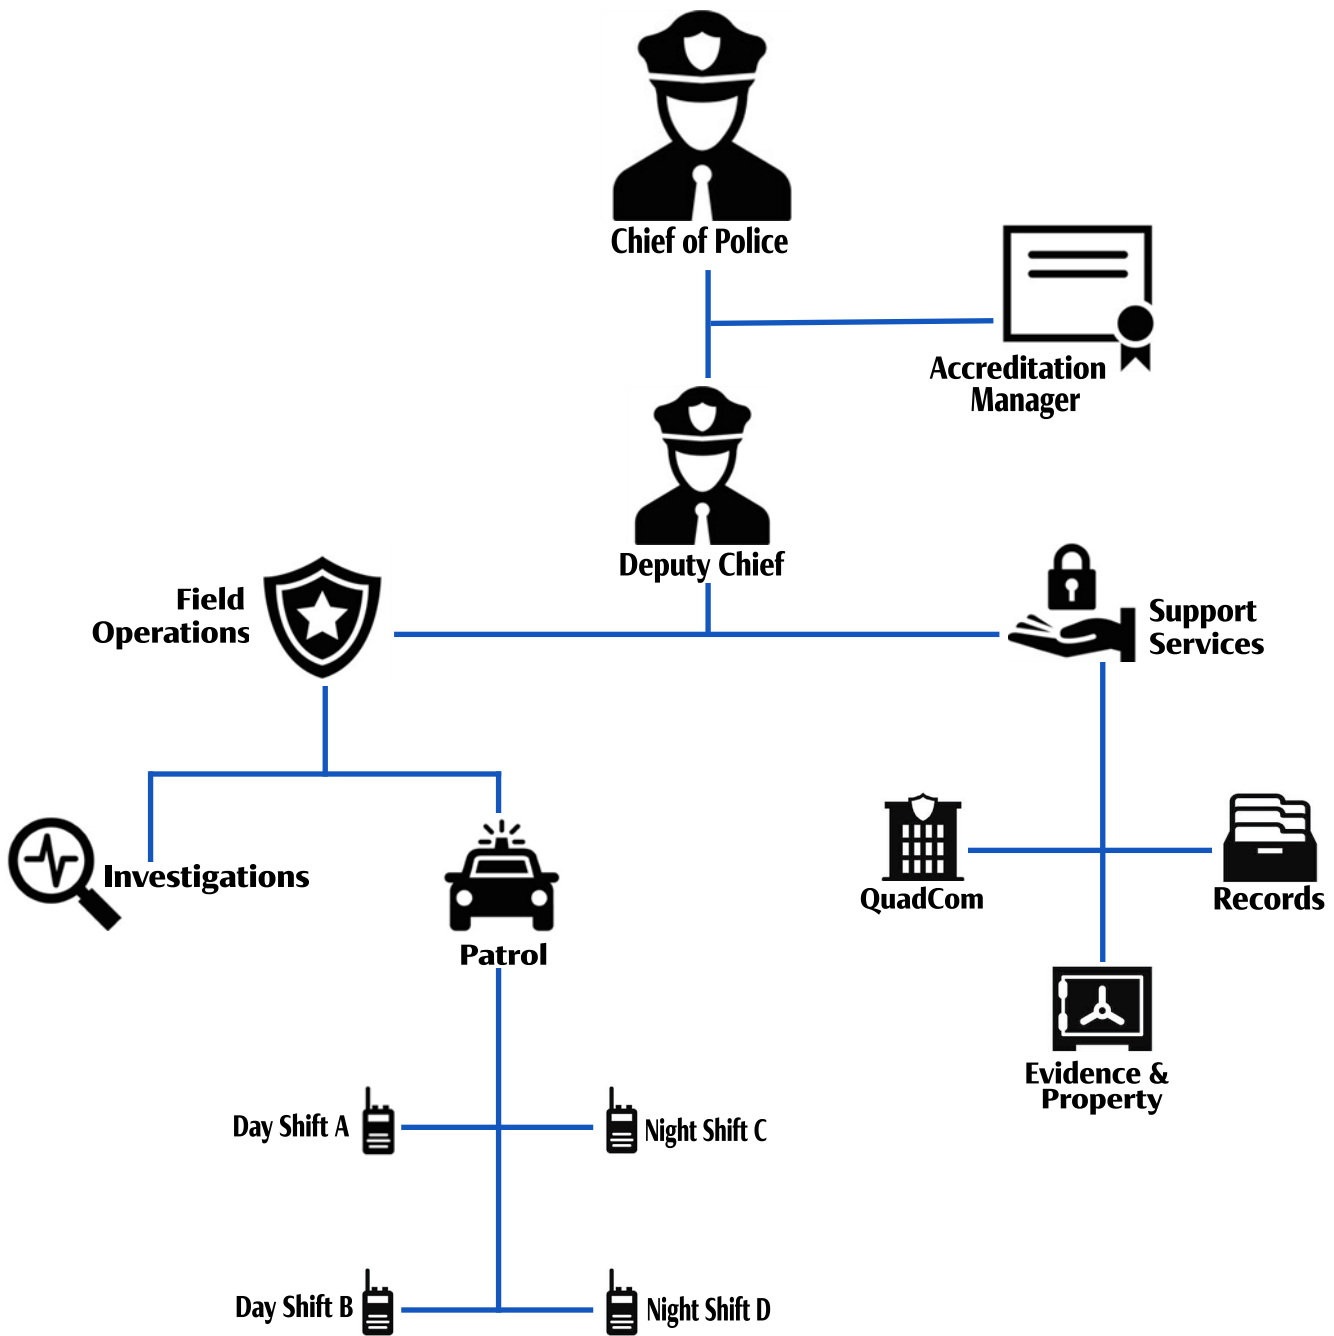 Chief of Police
Accreditation
Manager
Deputy Chief
Field
Operations
Support
Services
Investigations
Patrol
QuadCom
Records
Evidence &
Property
Day Shift A
Night Shift C
Day Shift B
Night Shift D